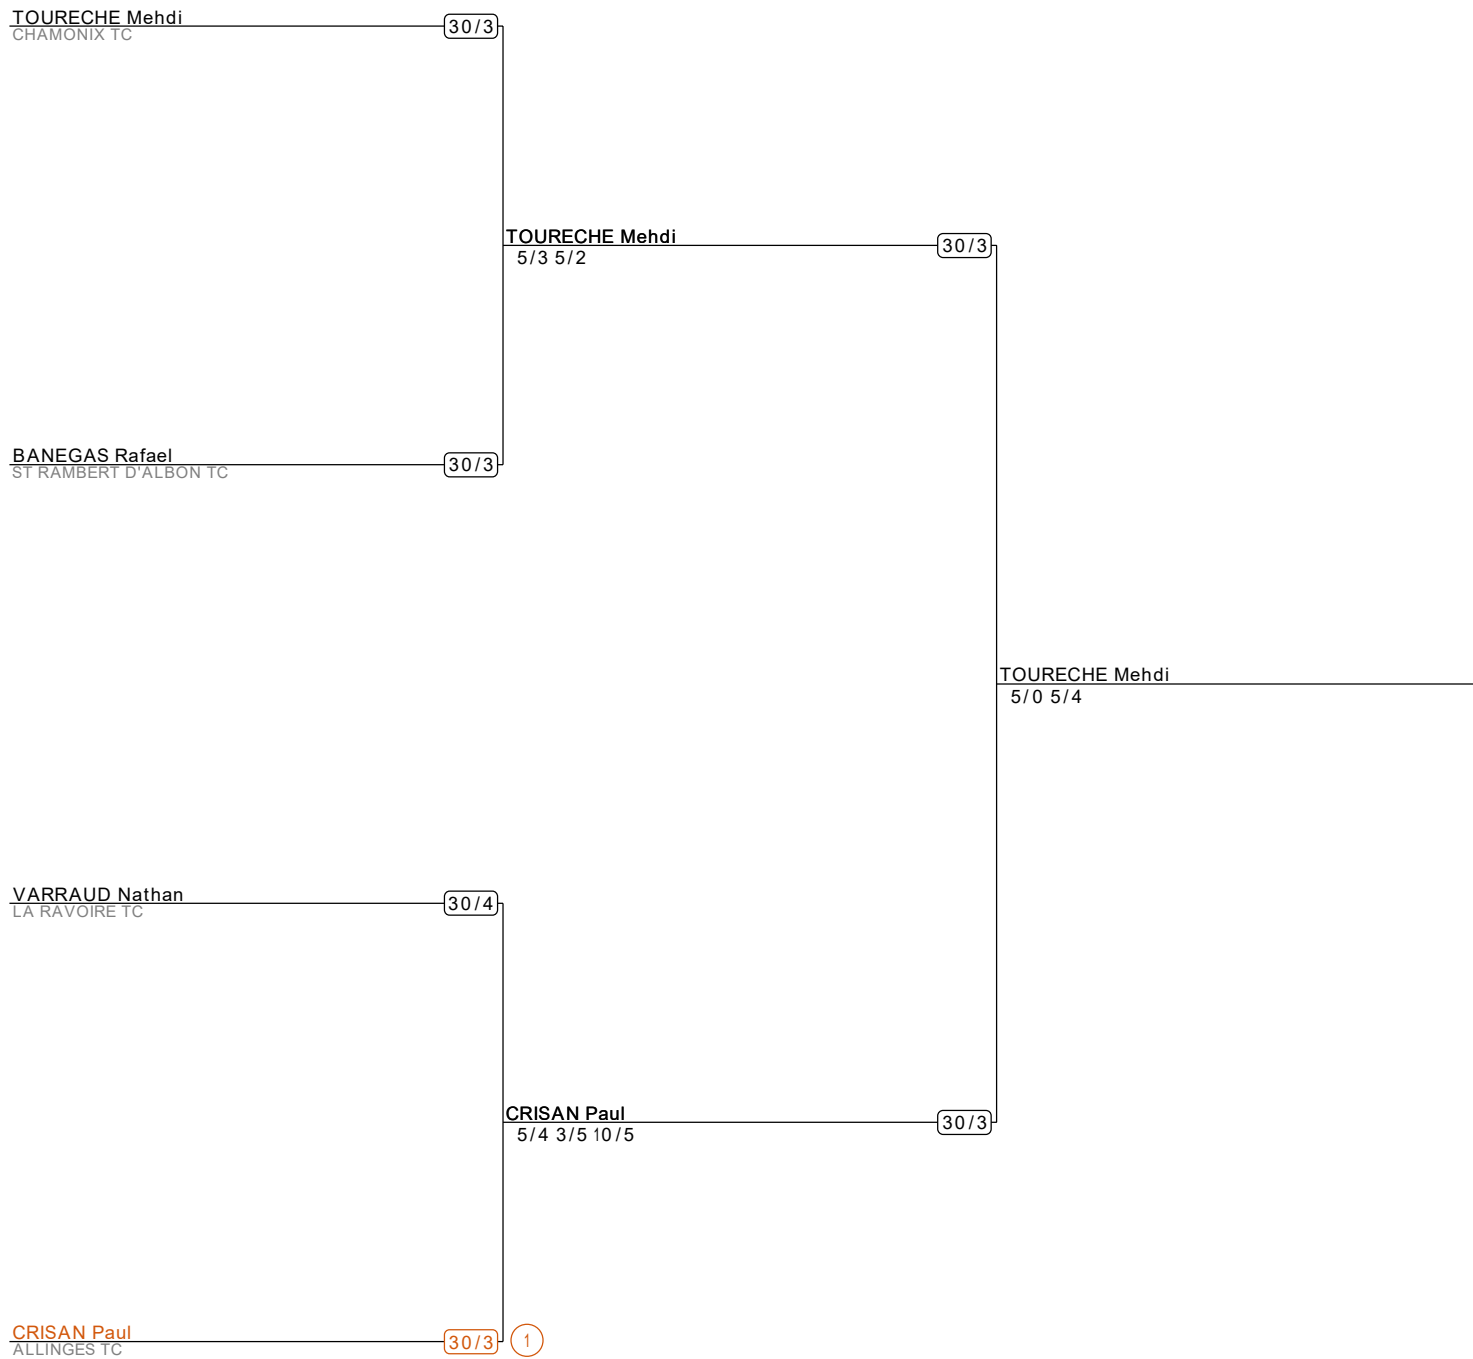 TOURECHE Mehdi
CHAMONIX TC
30/3
TOURECHE Mehdi
5/3 5/2
30/3
BANEGAS Rafael
ST RAMBERT D'ALBON TC
30/3
TOURECHE Mehdi
5/0 5/4
VARRAUD Nathan
LA RAVOIRE TC
30/4
CRISAN Paul
5/4 3/5 10/5
30/3
CRISAN Paul
ALLINGES TC
30/3
1